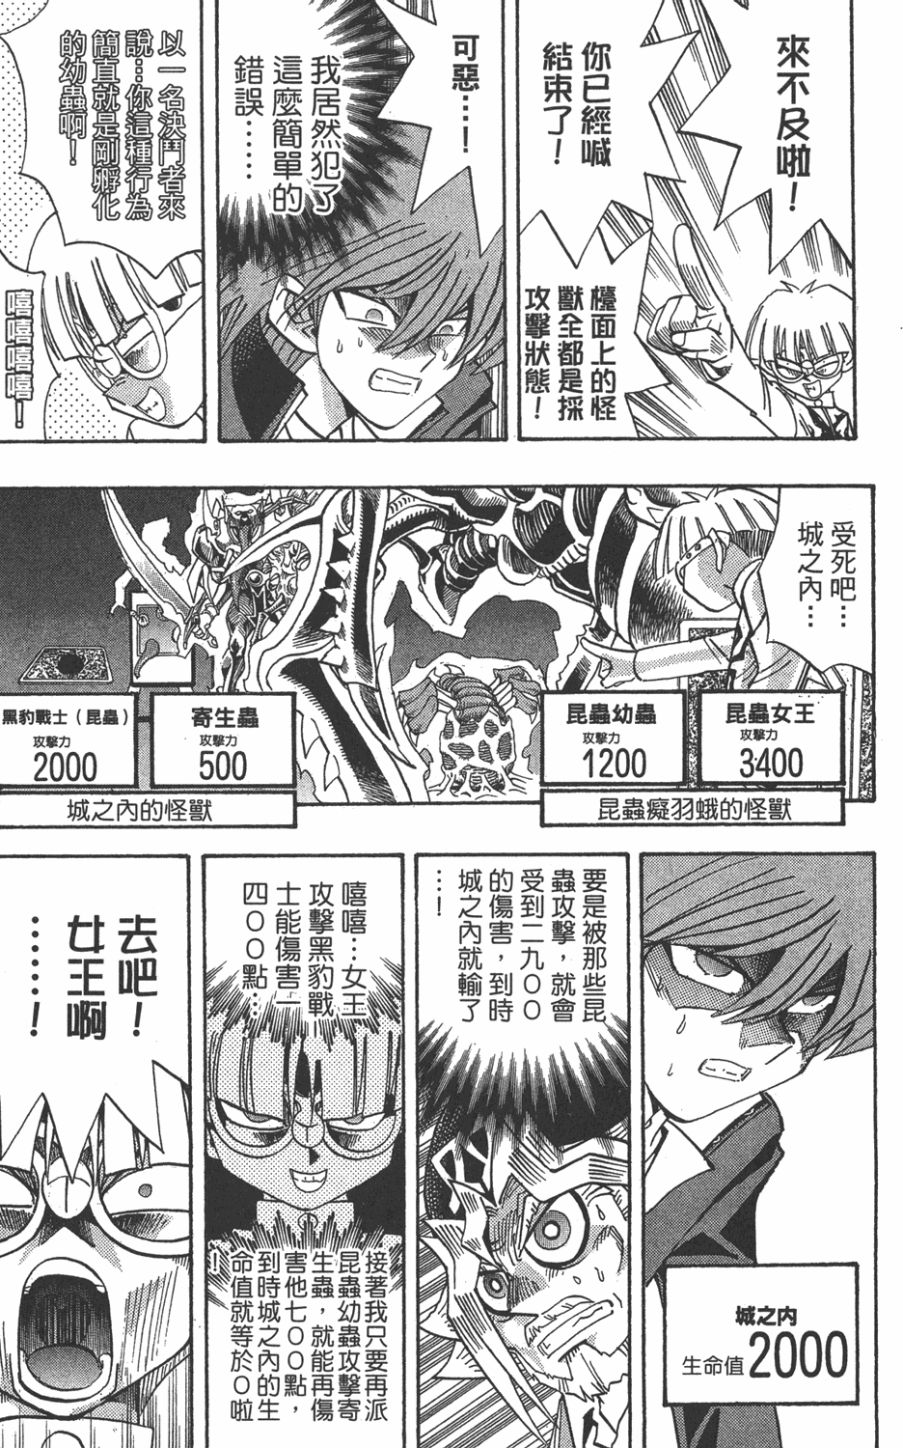 來不及啦！
你已經喊
結束了！
檯面上的怪
獸全都是採
攻擊狀態！
可惡…！
我居然犯了
這麼簡單的
錯誤……
以一名決鬥者來
說…你這種行為
簡直就是剛孵化
的幼蟲啊！
嘻嘻嘻嘻！
受死吧…
城之內…
昆蟲女王
攻擊力
3400
昆蟲幼蟲
攻擊力
1200
昆蟲癡羽蛾的怪獸
寄生蟲
攻擊力
500
黑豹戰士（昆蟲）
攻擊力
2000
城之內的怪獸
城之內
生命值2000
要是被那些昆
蟲攻擊，就會
受到二九００
的傷害，到時
城之內就輸了
…！
嘻嘻…女王
攻擊黑豹戰
士能傷害一
四００點…
接著我只要再派
昆蟲幼蟲攻擊寄
生蟲，就能再傷
害他七００點，
到時城之內的生
命值就等於０啦
！
去吧！
女王啊
……！